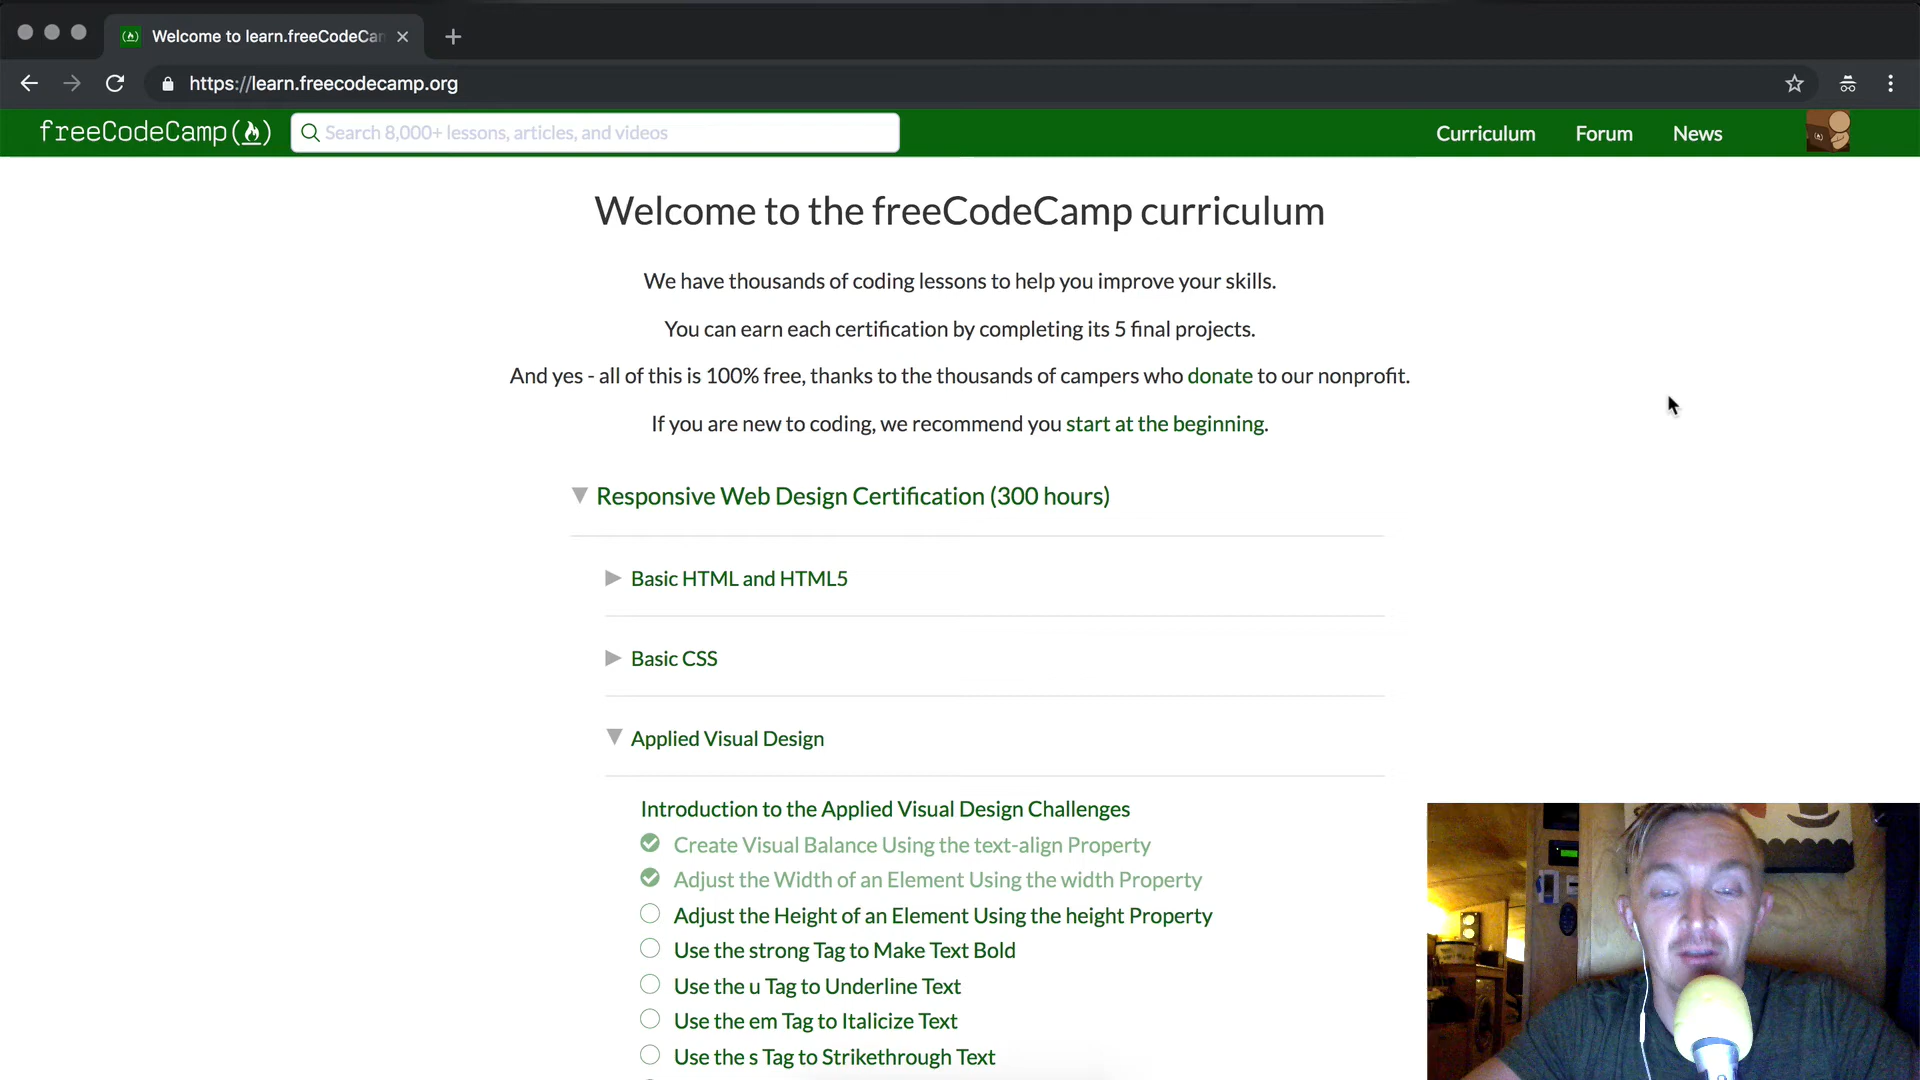 Welcome to learn.freeCodeCar
https://learn.freecodecamp.org
freeCodeCamp
Search 8,000+ lessons, articles, and videos
Curriculum
Forum
News
Welcome to the freeCodeCamp curriculum
We have thousands of coding lessons to help you improve your skills.
You can earn each certification by completing its 5 final projects.
And yes - all of this is 100% free, thanks to the thousands of campers who donate to our nonprofit.
If you are new to coding, we recommend you start at the beginning.
Responsive Web Design Certification (300 hours)
Basic HTML and HTML5
Basic CSS
Applied Visual Design
Introduction to the Applied Visual Design Challenges
Create Visual Balance Using the text-align Property
Adjust the Width of an Element Using the width Property
Adjust the Height of an Element Using the height Property
Use the strong Tag to Make Text Bold
Use the u Tag to Underline Text
Use the em Tag to Italicize Text
Use the s Tag to Strikethrough Text